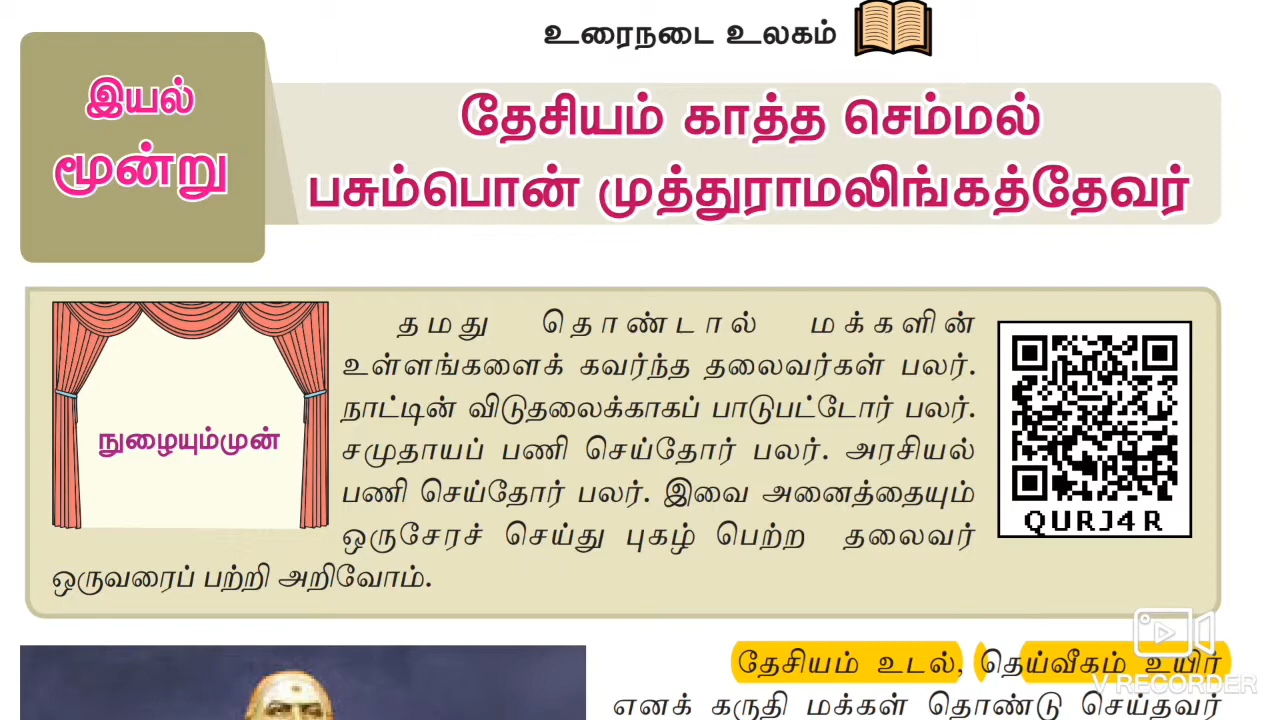 உரைநடை உலகம்
இயல்
மூன்று
தேசியம் காத்த செம்மல்
பசும்பொன் முத்துராமலிங்கத்தேவர்
நுழையும்முன்
தமது தொண்டால் மக்களின்
உள்ளங்களைக் கவர்ந்த தலைவர்கள் பலர்.
நாட்டின் விடுதலைக்காகப் பாடுபட்டோர் பலர்.
சமுதாயப் பணி செய்தோர் பலர். அரசியல்
பணி செய்தோர் பலர். இவை அனைத்தையும்
ஒருசேரச் செய்து புகழ் பெற்ற தலைவர்
ஒருவரைப் பற்றி அறிவோம்.
QURJ4R
தேசியம் உடல், தெய்வீகம் உயிர்
எனக் கருதி மக்கள் தொண்டு செய்தவர்
V RECORDER